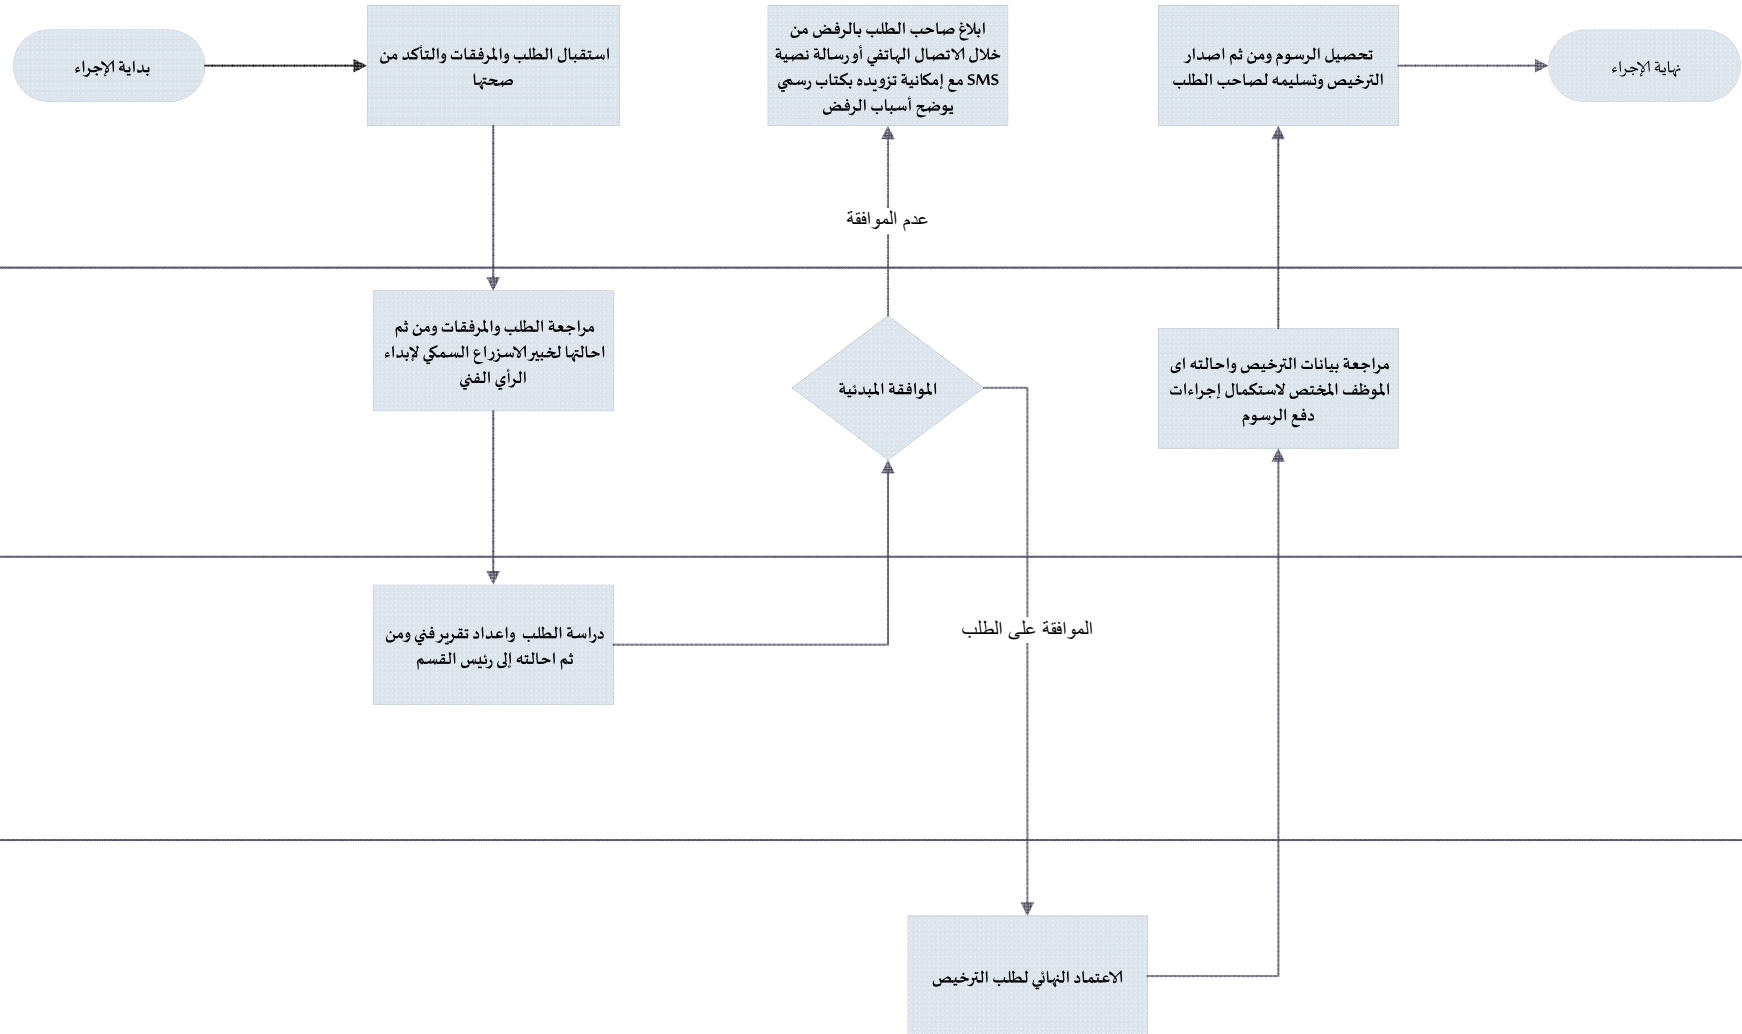 بداية الإجراء
استقبال الطلب والمرفقات والتأكد من
صحتها
ابلاغ صاحب الطلب بالرفض من
خلال الاتصال الهاتفي أو رسالة نصية
SMS مع إمكانية تزويده بكتاب رسمي
يوضح أسباب الرفض
تحصيل الرسوم ومن ثم اصدار
الترخيص وتسليمه لصاحب الطلب
نهاية الإجراء
عدم الموافقة
مراجعة الطلب والمرفقات ومن ثم
احالتها لخبير الاسزراع السمكي لإبداء
الرأي الفني
الموافقة المبدئية
مراجعة بيانات الترخيص واحالته اى
الموظف المختص لاستكمال إجراءات
دفع الرسوم
دراسة الطلب واعداد تقرير فني ومن
ثم احالته إلى رئيس القسم
الموافقة على الطلب
الاعتماد النهائي لطلب الترخيص